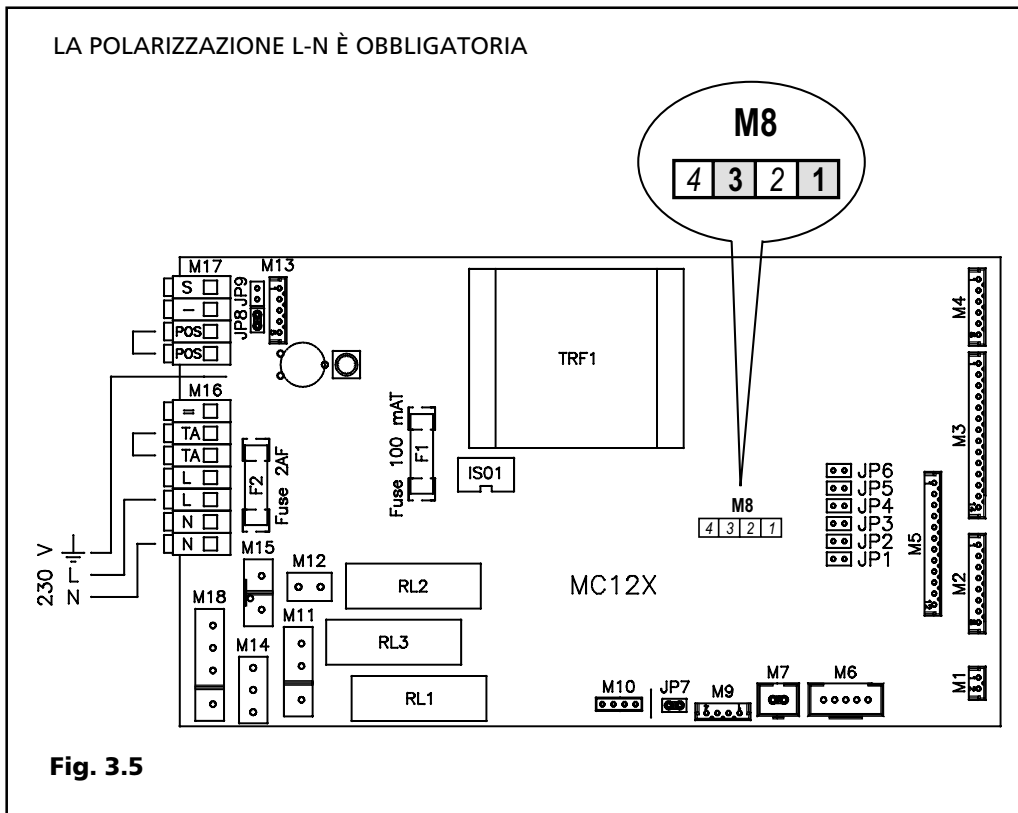 LA POLARIZZAZIONE L-N È OBBLIGATORIA
M8
4 3 2 1
M17
S
–
POS
POS
JP8 JP9
M13
M16
=
TA
TA
L
L
N
N
230 V
L
N
F2
Fuse 2AF
Fuse 100 mAT
F1
TRF1
ISO1
M8
4 3 2 1
MC12X
JP6
JP5
JP4
JP3
JP2
JP1
M4
M3
M5
M2
M1
M15
M12
M18
M14
M11
RL2
RL3
RL1
M10
JP7
M9
M7
M6
Fig. 3.5